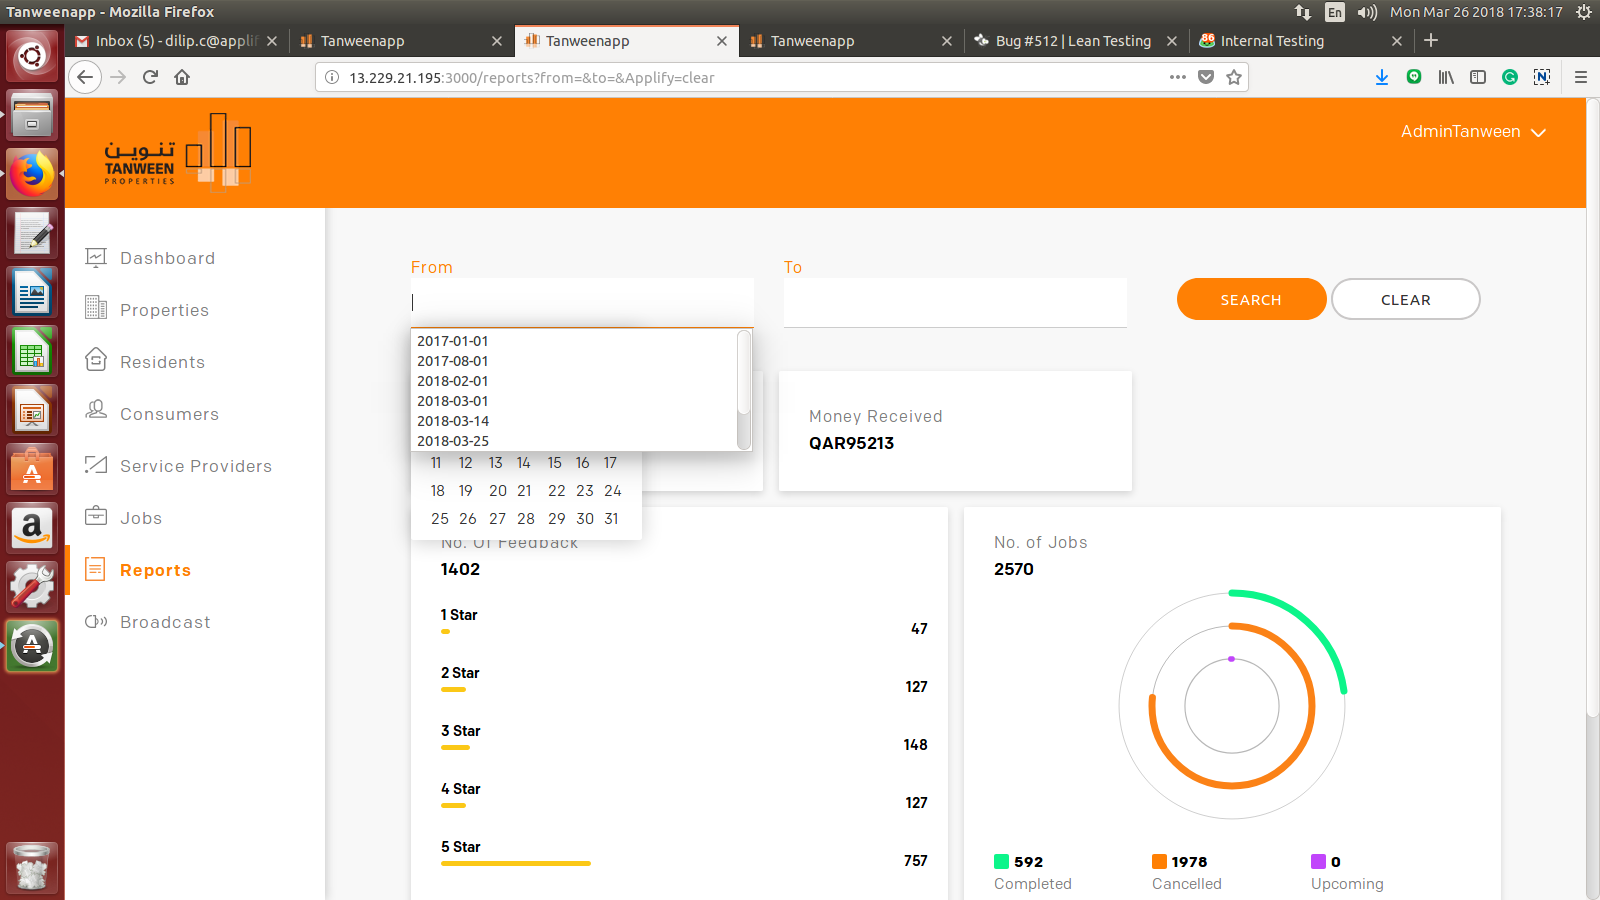 Tanweenapp - Mozilla Firefox
En
Mon Mar 26 2018 17:38:17
Inbox (5) - dilip.c@applif
Tanweenapp
Tanweenapp
Tanweenapp
Bug #512 | Lean Testing
86
Internal Testing
13.229.21.195:3000/reports?from=&to=&Applify=clear
تنوين
TANWEEN
PROPERTIES
AdminTanween
Dashboard
Properties
Residents
Consumers
Service Providers
Jobs
Reports
Broadcast
From
To
SEARCH
CLEAR
2017-01-01
2017-08-01
2018-02-01
2018-03-01
2018-03-14
2018-03-25
11 12 13 14 15 16 17
18 19 20 21 22 23 24
25 26 27 28 29 30 31
Money Received
QAR95213
No. Of Feedback
1402
1 Star
47
2 Star
127
3 Star
148
4 Star
127
5 Star
757
No. of Jobs
2570
592
Completed
1978
Cancelled
0
Upcoming